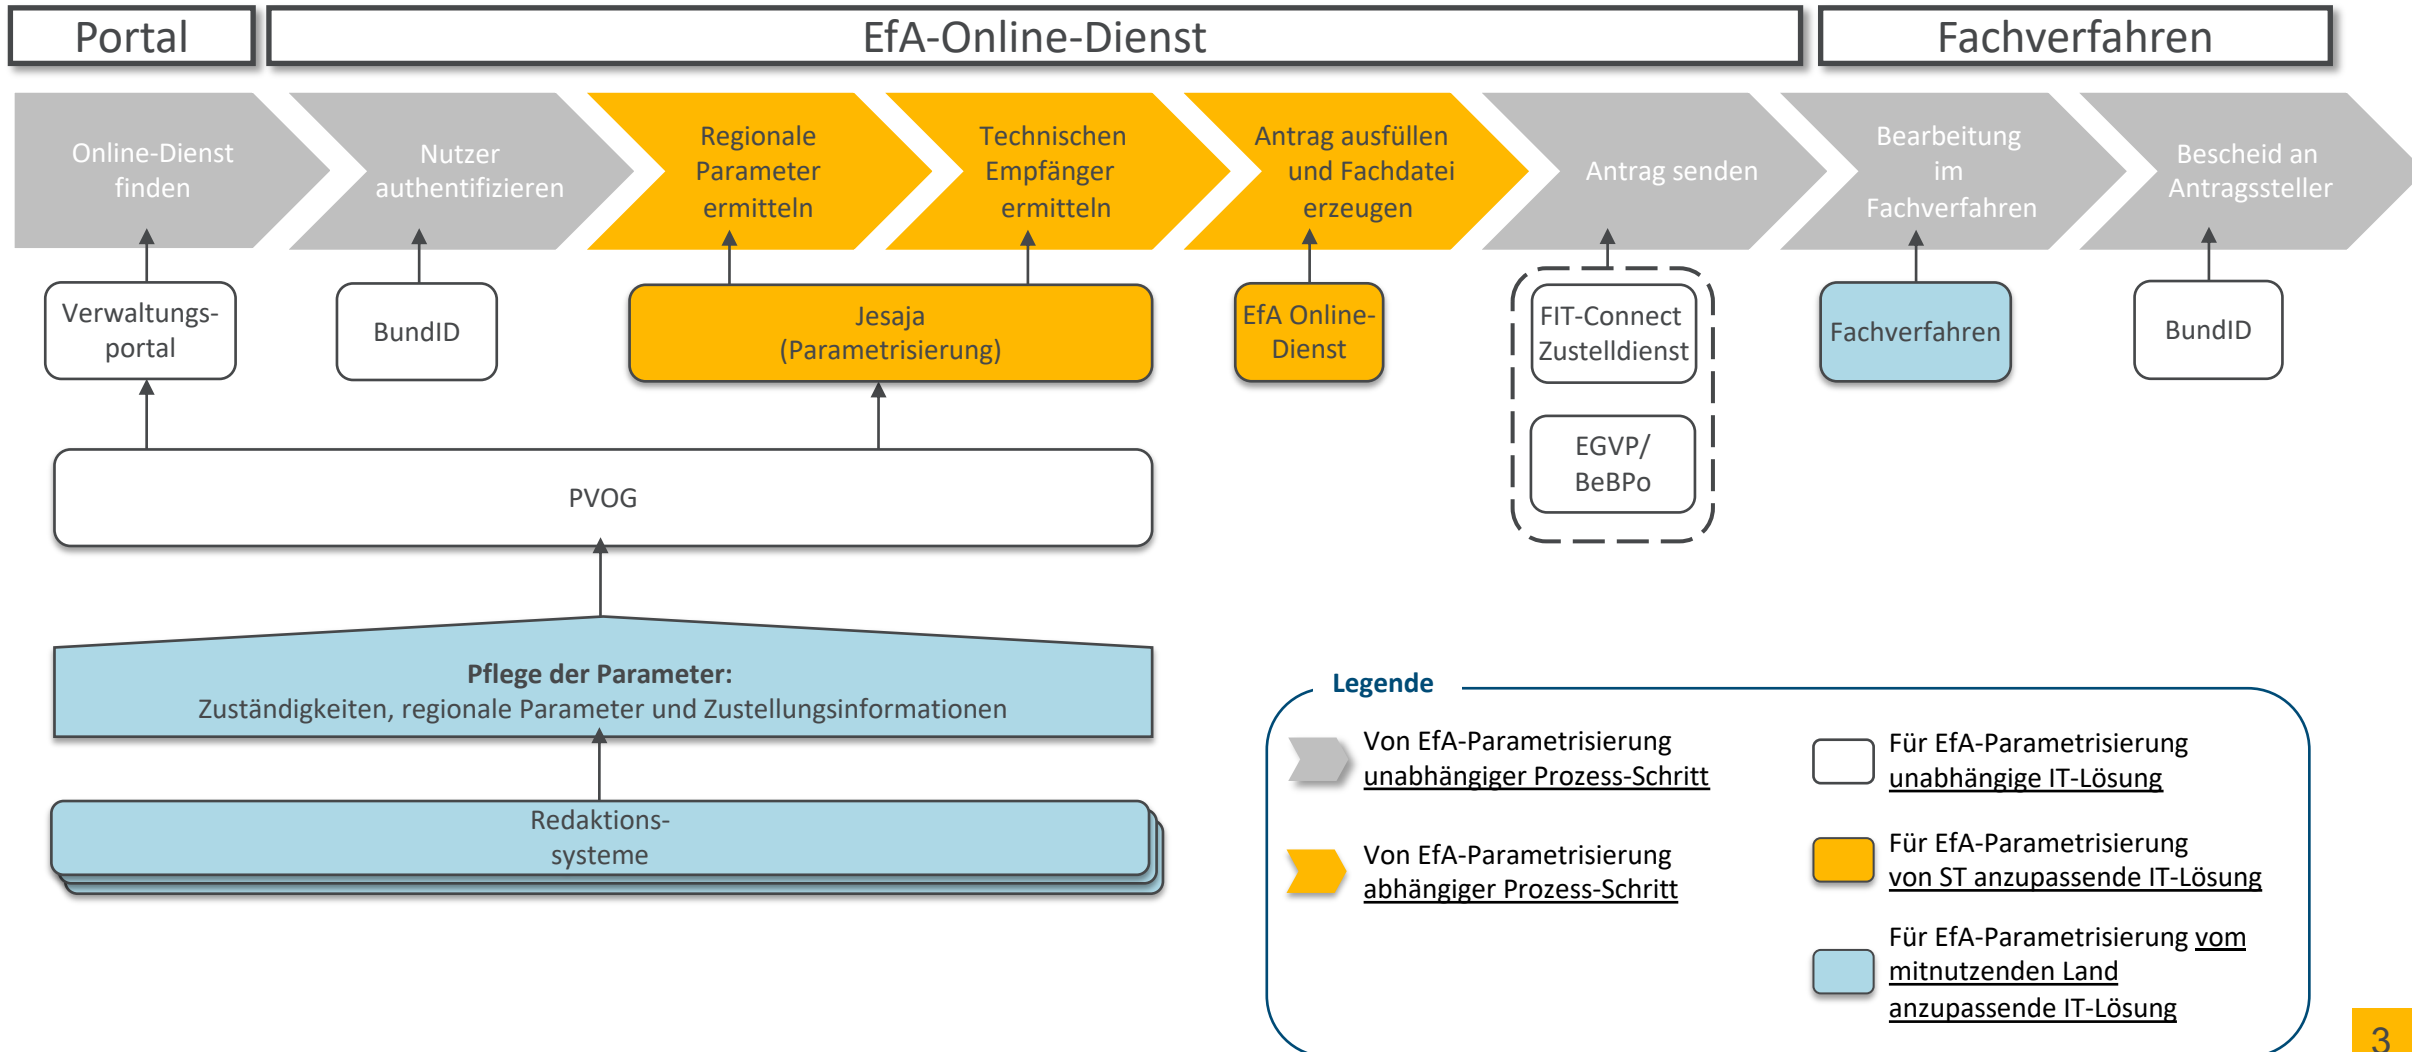 Portal
EfA-Online-Dienst
Fachverfahren
Online-Dienst
finden
Nutzer
authentifizieren
Regionale
Parameter
ermitteln
Technischen
Empfänger
ermitteln
Antrag ausfüllen
und Fachdatei
erzeugen
Antrag senden
Bearbeitung
im
Fachverfahren
Bescheid an
Antragssteller
Verwaltungs-
portal
BundID
Jesaja
(Parametrisierung)
EfA Online-
Dienst
FIT-Connect
Zustelldienst
EGVP/
BeBPo
Fachverfahren
BundID
PVOG
Pflege der Parameter:
Zuständigkeiten, regionale Parameter und Zustellungsinformationen
Redaktions-
systeme
Legende
Von EfA-Parametrisierung
unabhängiger Prozess-Schritt
Von EfA-Parametrisierung
abhängiger Prozess-Schritt
Für EfA-Parametrisierung
unabhängige IT-Lösung
Für EfA-Parametrisierung
von ST anzupassende IT-Lösung
Für EfA-Parametrisierung vom
mitnutzenden Land
anzupassende IT-Lösung
3